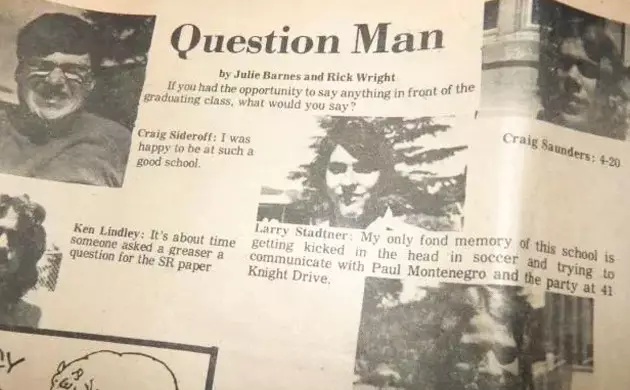 Question Man
by Julie Barnes and Rick Wright
If you had the opportunity to say anything in front of the
graduating class, what would you say?
Craig Sideroff: I was
happy to be at such a
good school.
Craig Saunders: 4-20
Ken Lindley: It's about time
someone asked a greaser a
question for the SR paper
Larry Stadtner: My only fond memory of this school is
getting kicked in the head in soccer and trying to
communicate with Paul Montenegro and the party at 41
Knight Drive.